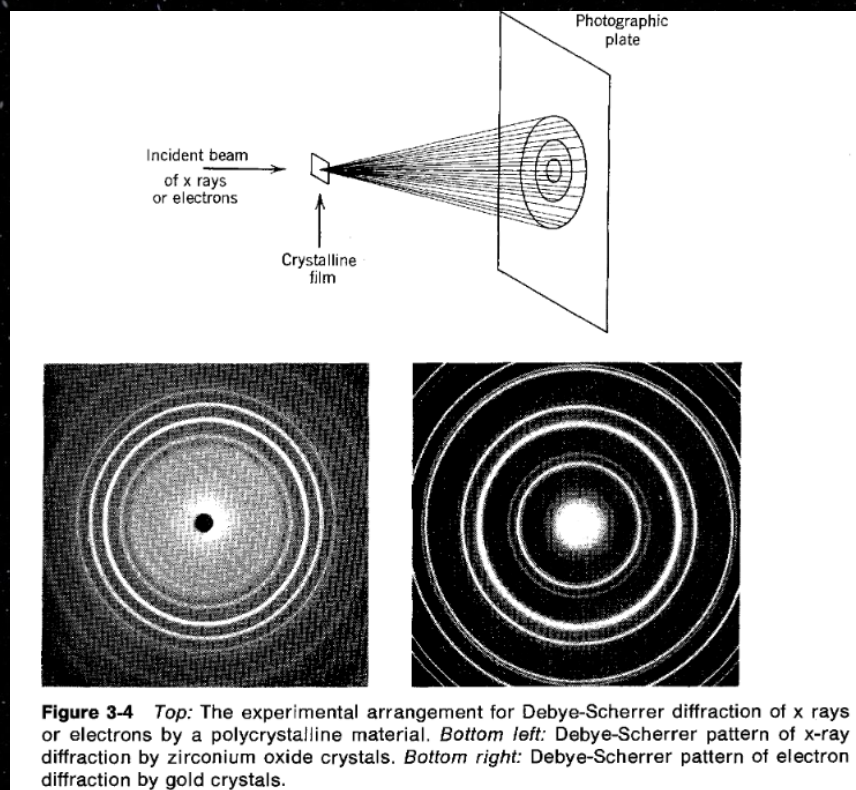 Photographic
plate
Incident beam
of x rays
or electrons
Crystalline
film
Figure 3-4 Top: The experimental arrangement for Debye-Scherrer diffraction of x rays
or electrons by a polycrystalline material. Bottom left: Debye-Scherrer pattern of x-ray
diffraction by zirconium oxide crystals. Bottom right: Debye-Scherrer pattern of electron
diffraction by gold crystals.